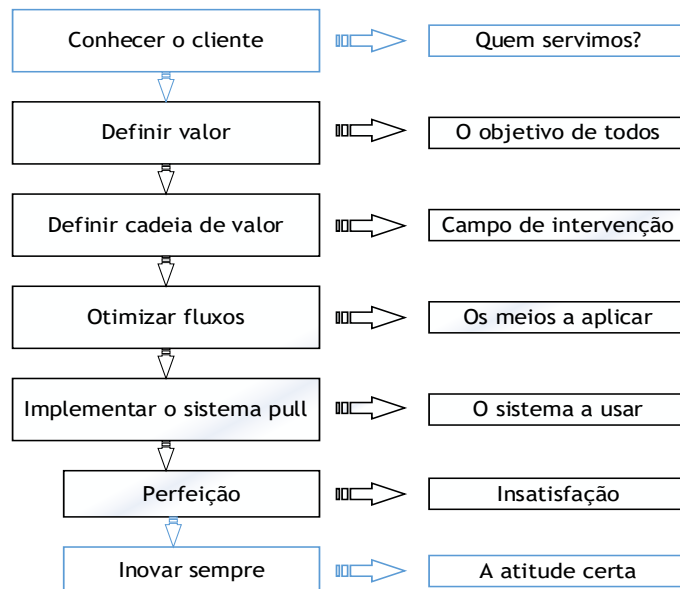 Conhecer o cliente
Quem servimos?
Definir valor
O objetivo de todos
Definir cadeia de valor
Campo de intervenção
Otimizar fluxos
Os meios a aplicar
Implementar o sistema pull
O sistema a usar
Perfeição
Insatisfação
Inovar sempre
A atitude certa